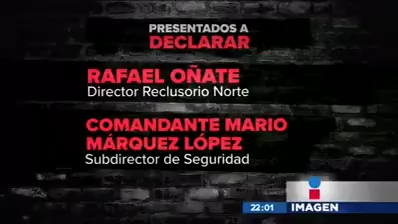 PRESENTADOS A
DECLARAR
RAFAEL OÑATE
Director Reclusorio Norte
COMANDANTE MARIO
MÁRQUEZ LÓPEZ
Subdirector de Seguridad
22:01 IMAGEN